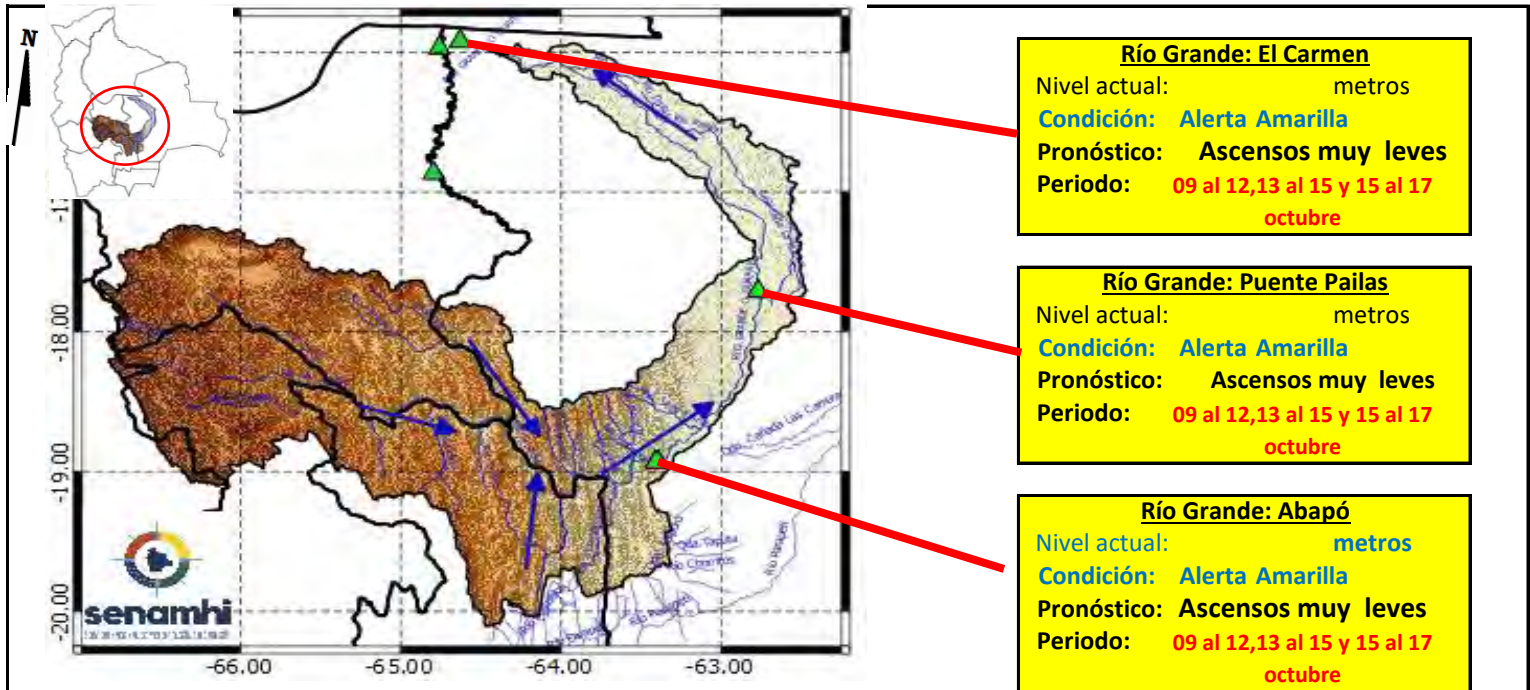 N
Río Grande: El Carmen
Nivel actual: metros
Condición: Alerta Amarilla
Pronóstico: Ascensos muy leves
Periodo: 09 al 12,13 al 15 y 15 al 17
octubre
Río Grande: Puente Pailas
Nivel actual: metros
Condición: Alerta Amarilla
Pronóstico: Ascensos muy leves
Periodo: 09 al 12,13 al 15 y 15 al 17
octubre
Río Grande: Abapó
Nivel actual: metros
Condición: Alerta Amarilla
Pronóstico: Ascensos muy leves
Periodo: 09 al 12,13 al 15 y 15 al 17
octubre
-18.00
-19.00
-20.00
-66.00 -65.00 -64.00 -63.00
senamhi